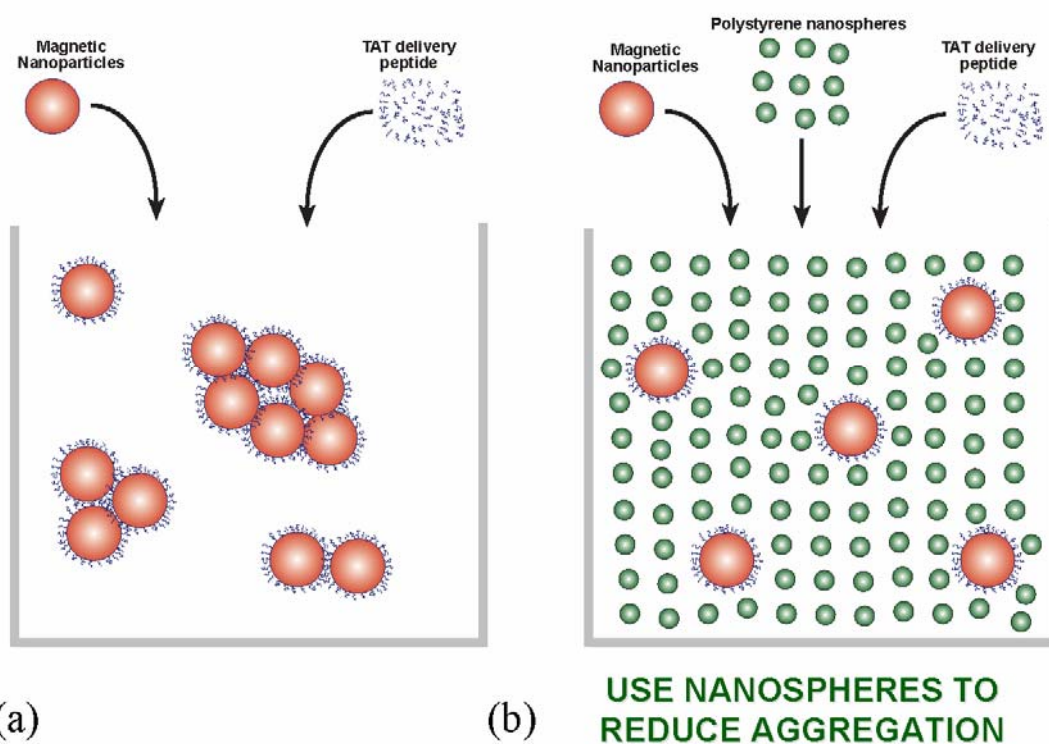 Magnetic
Nanoparticles
TAT delivery
peptide
Polystyrene nanospheres
Magnetic
Nanoparticles
TAT delivery
peptide
(a)
(b)
USE NANOSPHERES TO
REDUCE AGGREGATION